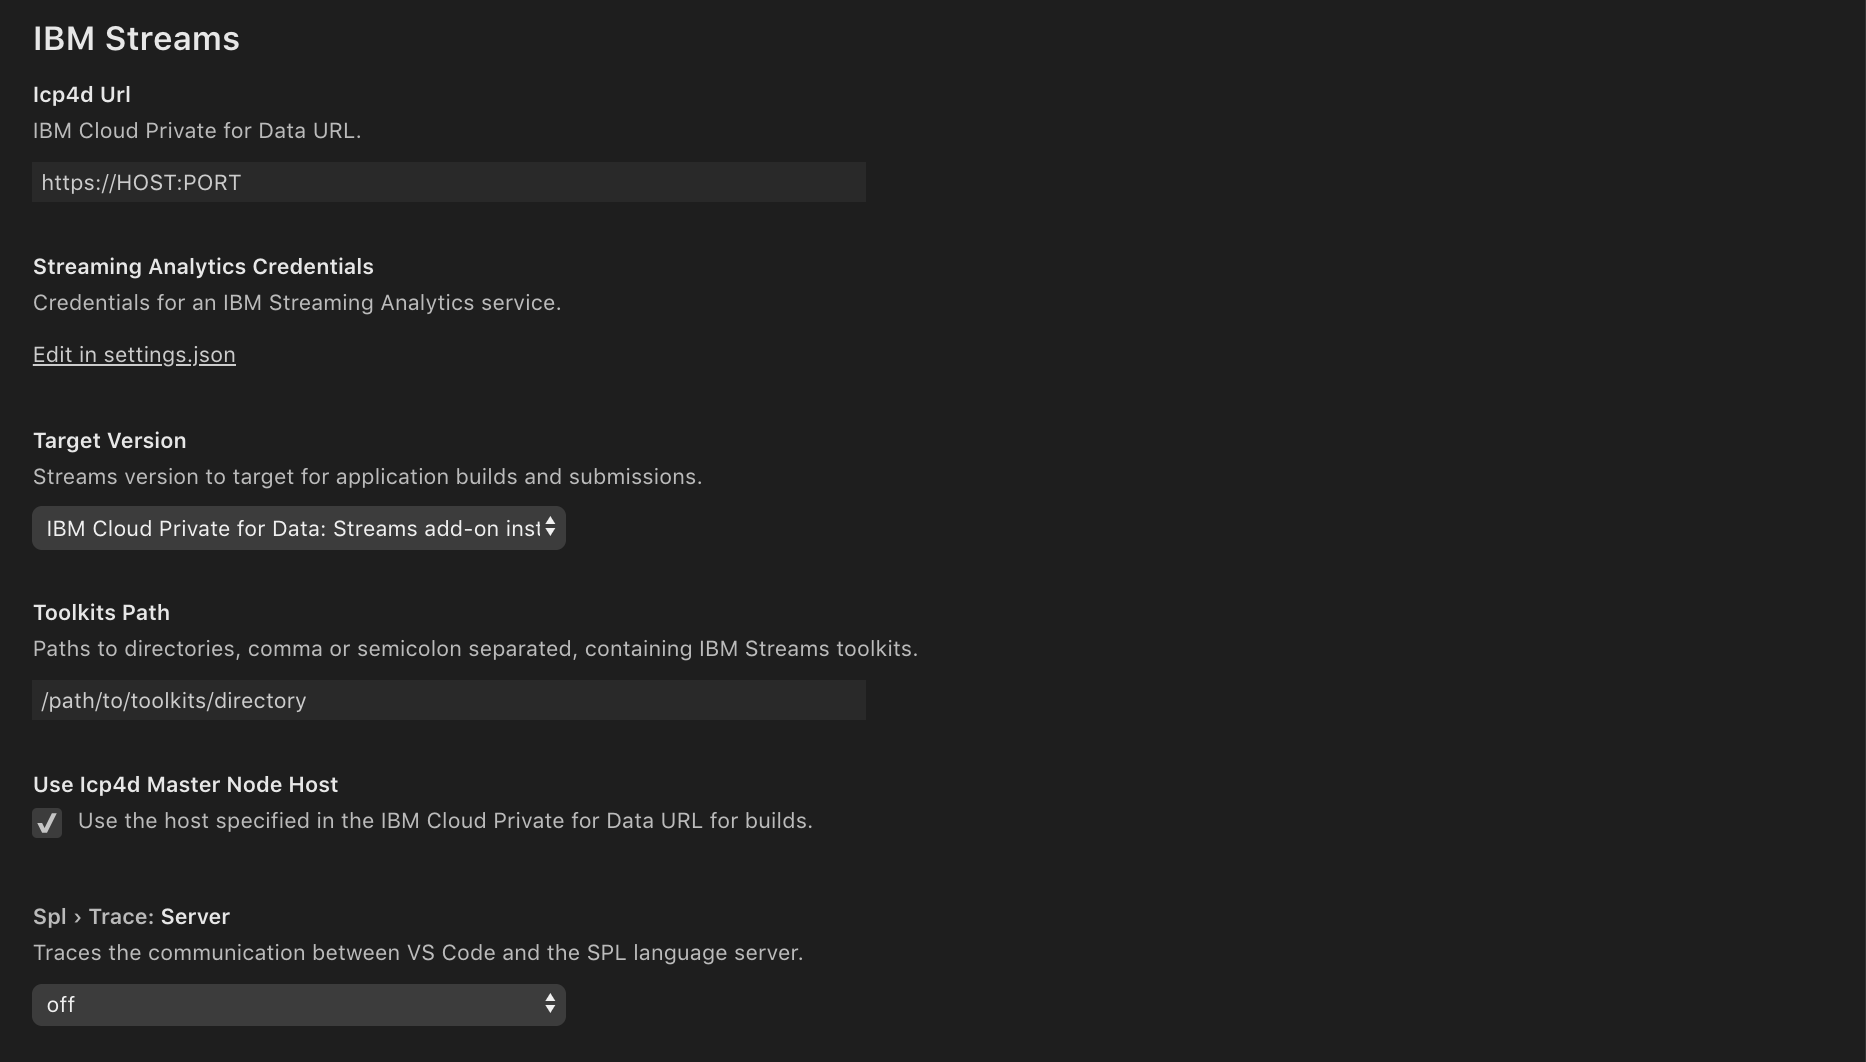 IBM Streams
Icp4d Url
IBM Cloud Private for Data URL.
https://HOST:PORT
Streaming Analytics Credentials
Credentials for an IBM Streaming Analytics service.
Edit in settings.json
Target Version
Streams version to target for application builds and submissions.
IBM Cloud Private for Data: Streams add-on inst
Toolkits Path
Paths to directories, comma or semicolon separated, containing IBM Streams toolkits.
/path/to/toolkits/directory
Use Icp4d Master Node Host
Use the host specified in the IBM Cloud Private for Data URL for builds.
Spl › Trace: Server
Traces the communication between VS Code and the SPL language server.
off